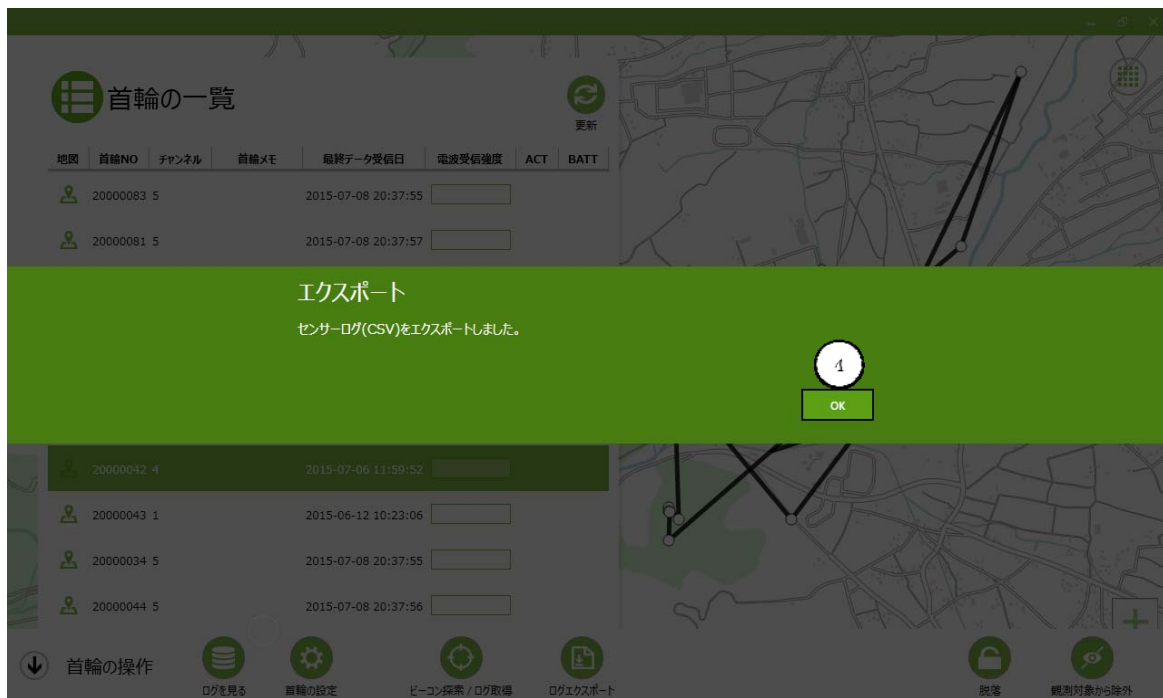 首輪の一覧
更新
地図 首輪NO チャンネル 首輪メモ 最終データ受信日 電波受信強度 ACT BATT
20000083 5 2015-07-08 20:37:55
20000081 5 2015-07-08 20:37:57
エクスポート
センサーログ(CSV)をエクスポートしました。
1
OK
20000042 4 2015-07-06 11:59:52
20000043 1 2015-06-12 10:23:06
20000034 5 2015-07-08 20:37:55
20000044 5 2015-07-08 20:37:56
首輪の操作
ログを見る 首輪の設定 ビーコン探索 / ログ取得 ログエクスポート 脱落 観測対象から除外